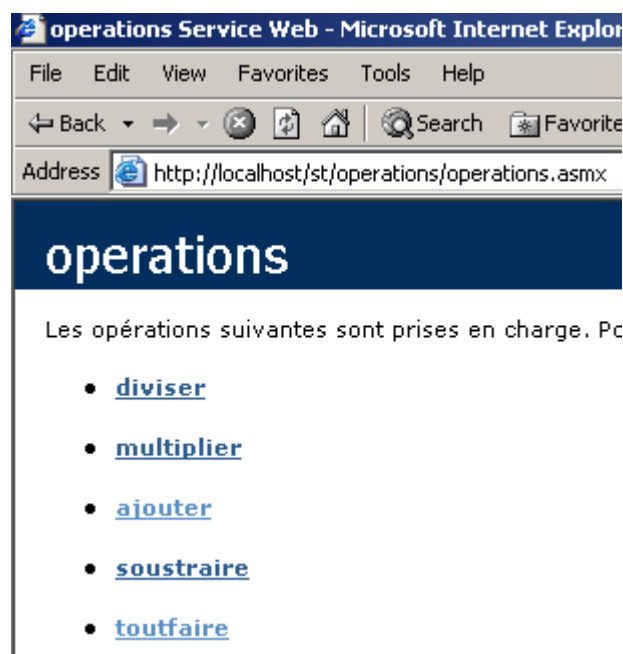 operations Service Web - Microsoft Internet Explor
File Edit View Favorites Tools Help
Back Search Favorite
Address http://localhost/st/operations/operations.asmx
operations
Les opérations suivantes sont prises en charge. Po
diviser
multiplier
ajouter
soustraire
toutfaire